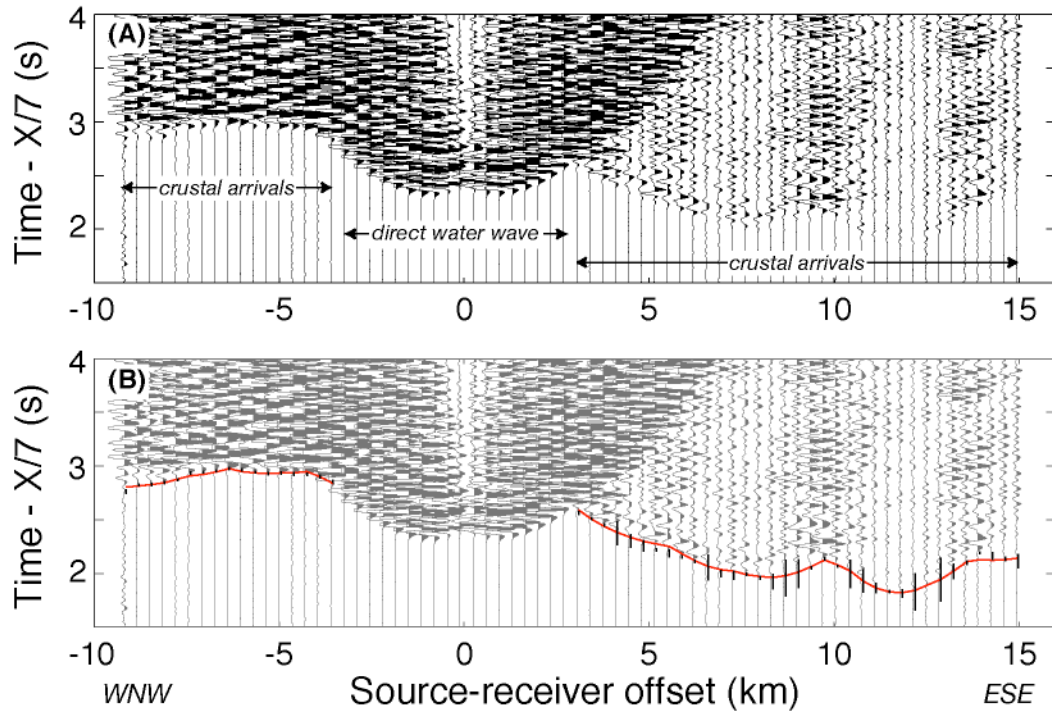 (A)
Time - X/7 (s)
4
3
2
crustal arrivals
direct water wave
crustal arrivals
-10 -5 0 5 10 15
(B)
Time - X/7 (s)
4
3
2
-10 -5 0 5 10 15
WNW Source-receiver offset (km) ESE